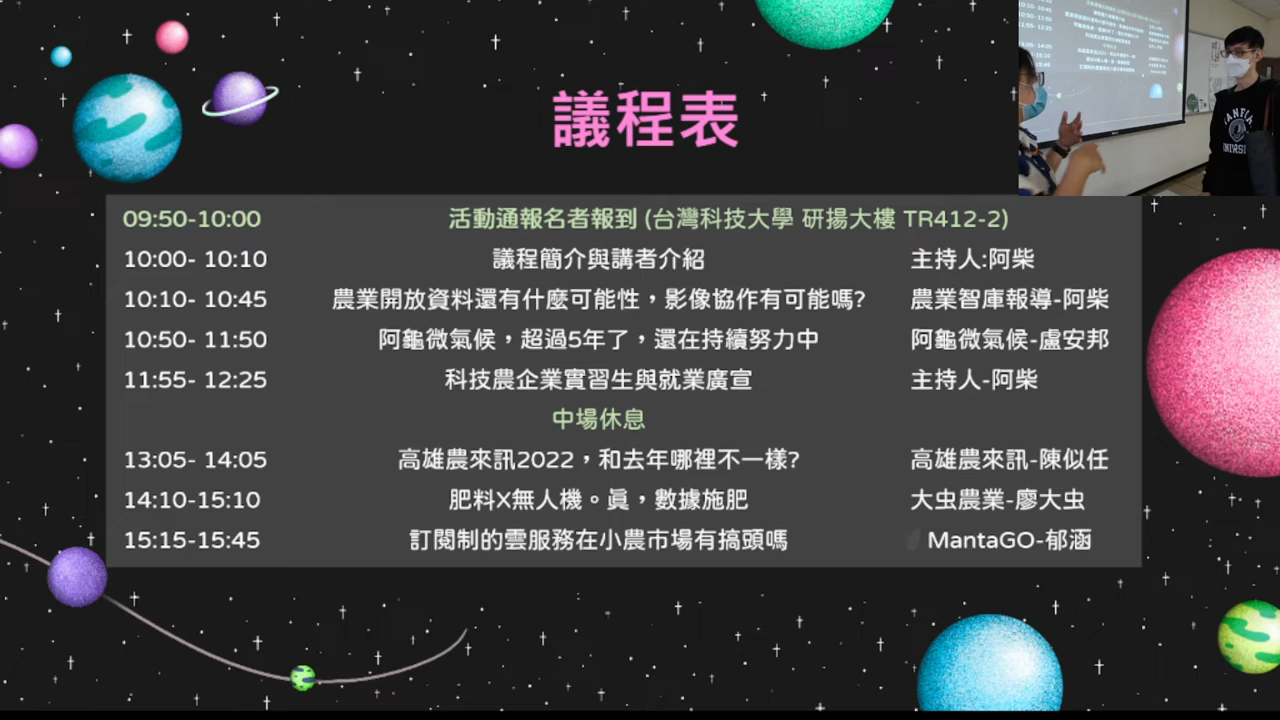 議程表
09:50-10:00 活動通報名者報到 (台灣科技大學 研揚大樓 TR412-2)
10:00- 10:10 議程簡介與講者介紹 主持人:阿柴
10:10- 10:45 農業開放資料還有什麼可能性，影像協作有可能嗎? 農業智庫報導-阿柴
10:50- 11:50 阿龜微氣候，超過5年了，還在持續努力中 阿龜微氣候-盧安邦
11:55- 12:25 科技農企業實習生與就業廣宣 主持人-阿柴
中場休息
13:05- 14:05 高雄農來訊2022，和去年哪裡不一樣? 高雄農來訊-陳似任
14:10-15:10 肥料X無人機。真，數據施肥 大虫農業-廖大虫
15:15-15:45 訂閱制的雲服務在小農市場有搞頭嗎 MantaGO-郁涵